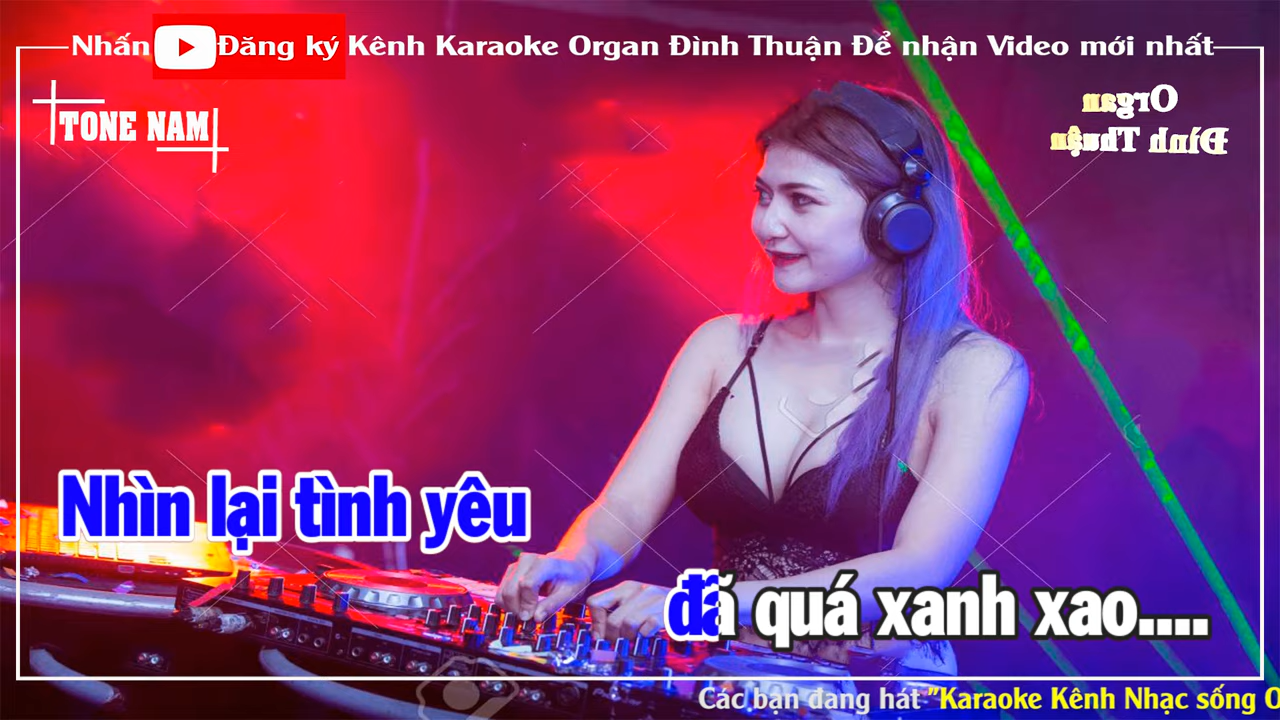 Nhấn Đăng ký Kênh Karaoke Organ Đình Thuận Để nhận Video mới nhất
TONE NAM
Organ
Đình Thuận
Nhìn lại tình yêu
đã quá xanh xao....
Các bạn đang hát "Karaoke Kênh Nhạc sống O